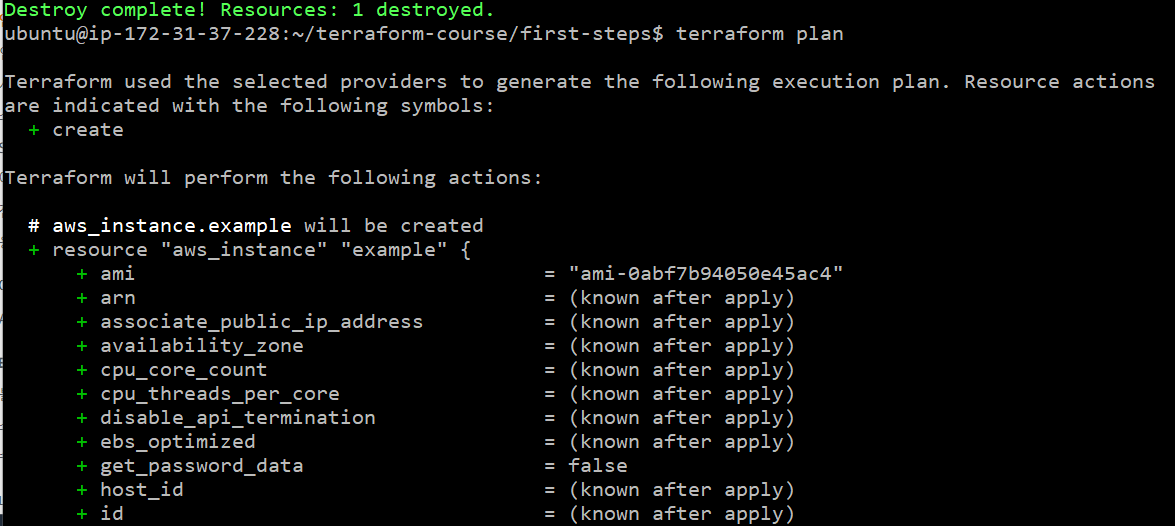 Destroy complete! Resources: 1 destroyed.
ubuntu@ip-172-31-37-228:~/terraform-course/first-steps$ terraform plan
Terraform used the selected providers to generate the following execution plan. Resource actions
are indicated with the following symbols:
+ create
Terraform will perform the following actions:
# aws_instance.example will be created
+ resource "aws_instance" "example" {
+ ami = "ami-0abf7b94050e45ac4"
+ arn = (known after apply)
+ associate_public_ip_address = (known after apply)
+ availability_zone = (known after apply)
+ cpu_core_count = (known after apply)
+ cpu_threads_per_core = (known after apply)
+ disable_api_termination = (known after apply)
+ ebs_optimized = (known after apply)
+ get_password_data = false
+ host_id = (known after apply)
+ id = (known after apply)